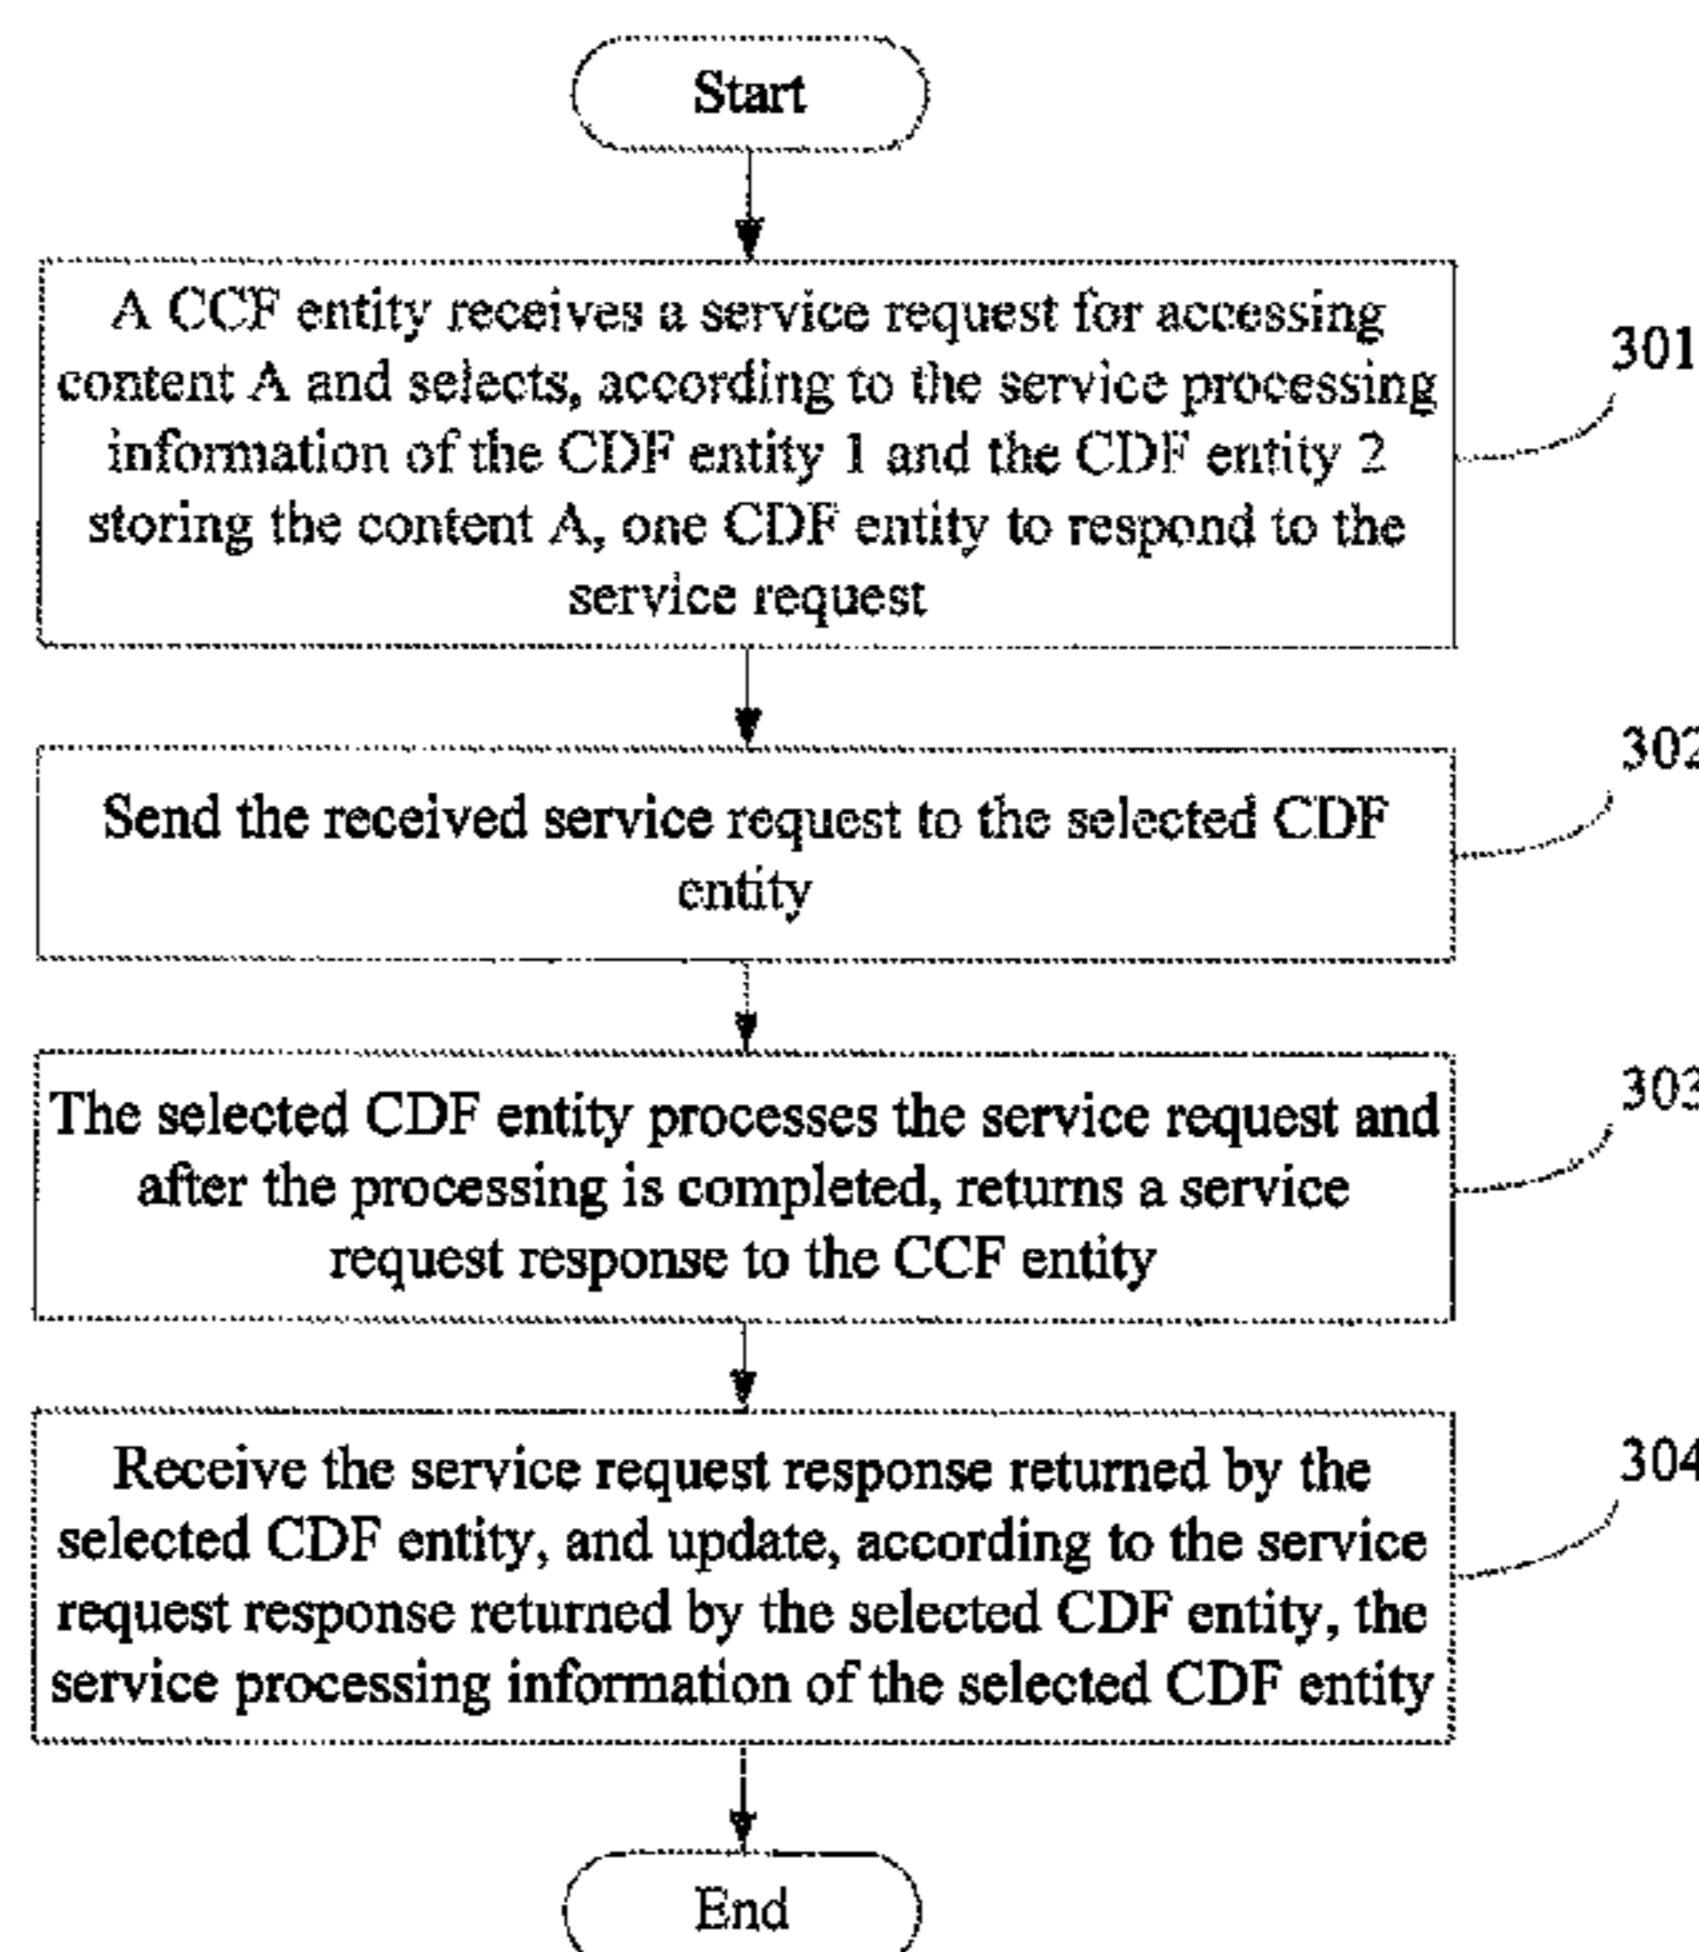 Start
A CCF entity receives a service request for accessing
content A and selects, according to the service processing
information of the CDF entity 1 and the CDF entity 2
storing the content A, one CDF entity to respond to the
service request
301
Send the received service request to the selected CDF
entity
302
The selected CDF entity processes the service request and
after the processing is completed, returns a service
request response to the CCF entity
303
Receive the service request response returned by the
selected CDF entity, and update, according to the service
request response returned by the selected CDF entity, the
service processing information of the selected CDF entity
304
End